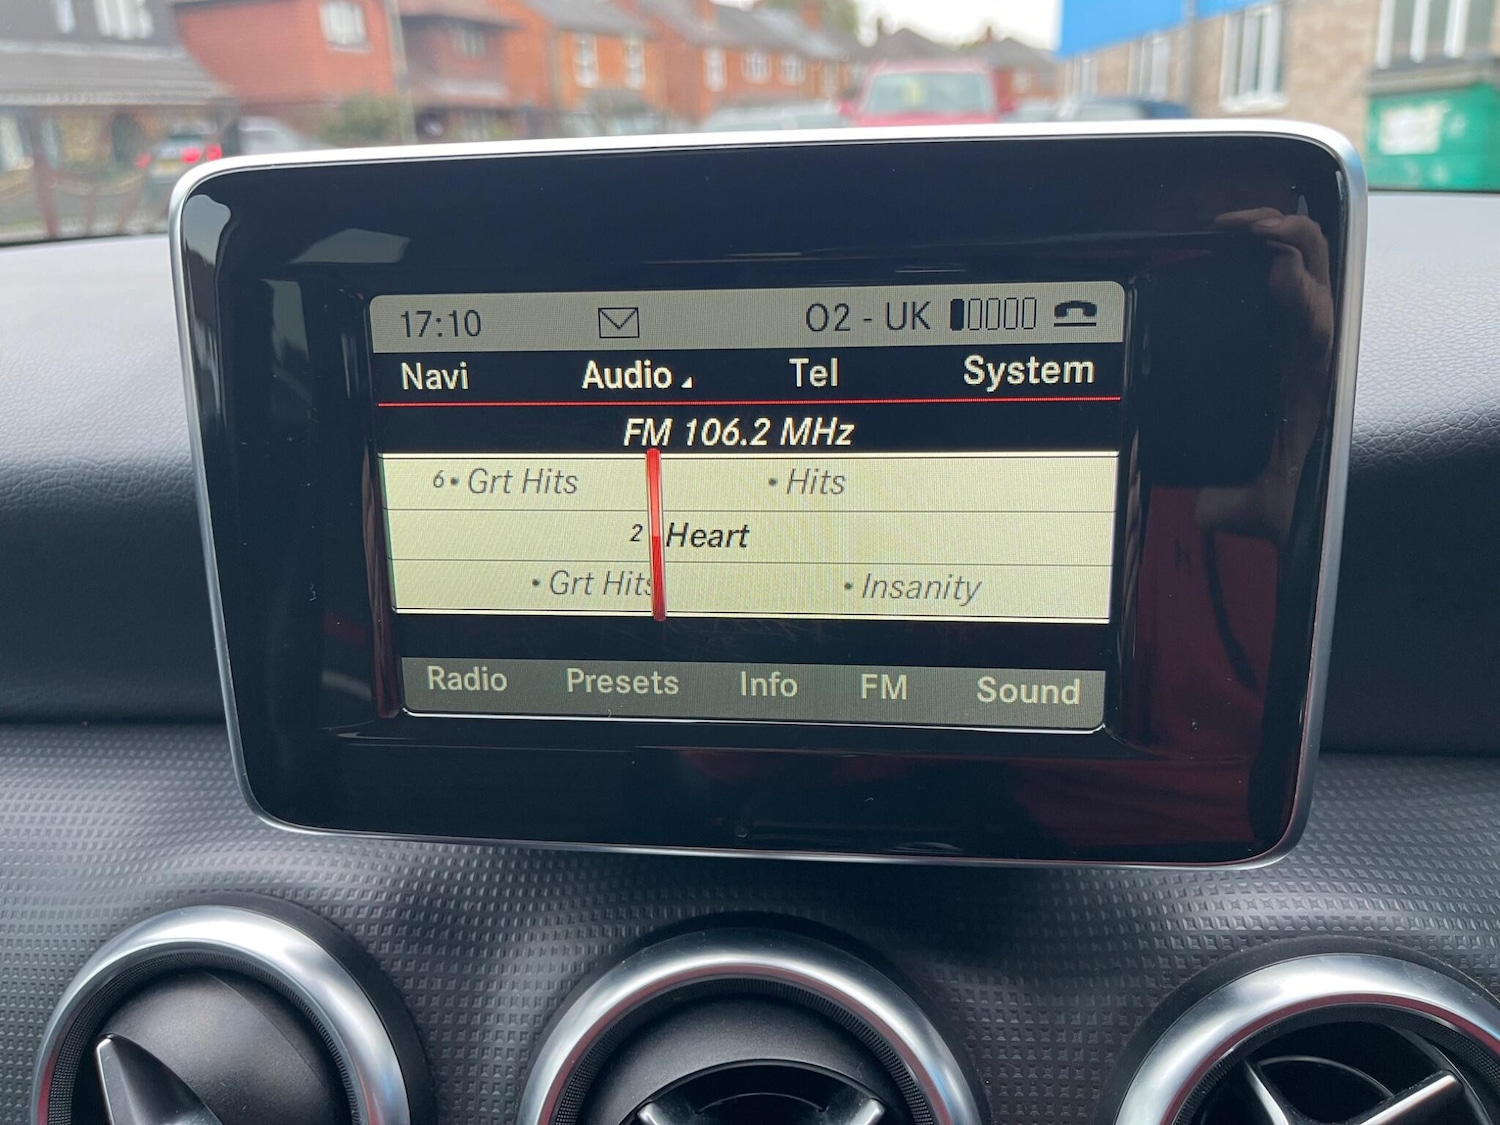 17:10 O2 - UK
Navi Audio Tel System
FM 106.2 MHz
6 • Grt Hits • Hits
2 Heart
• Grt Hits • Insanity
Radio Presets Info FM Sound